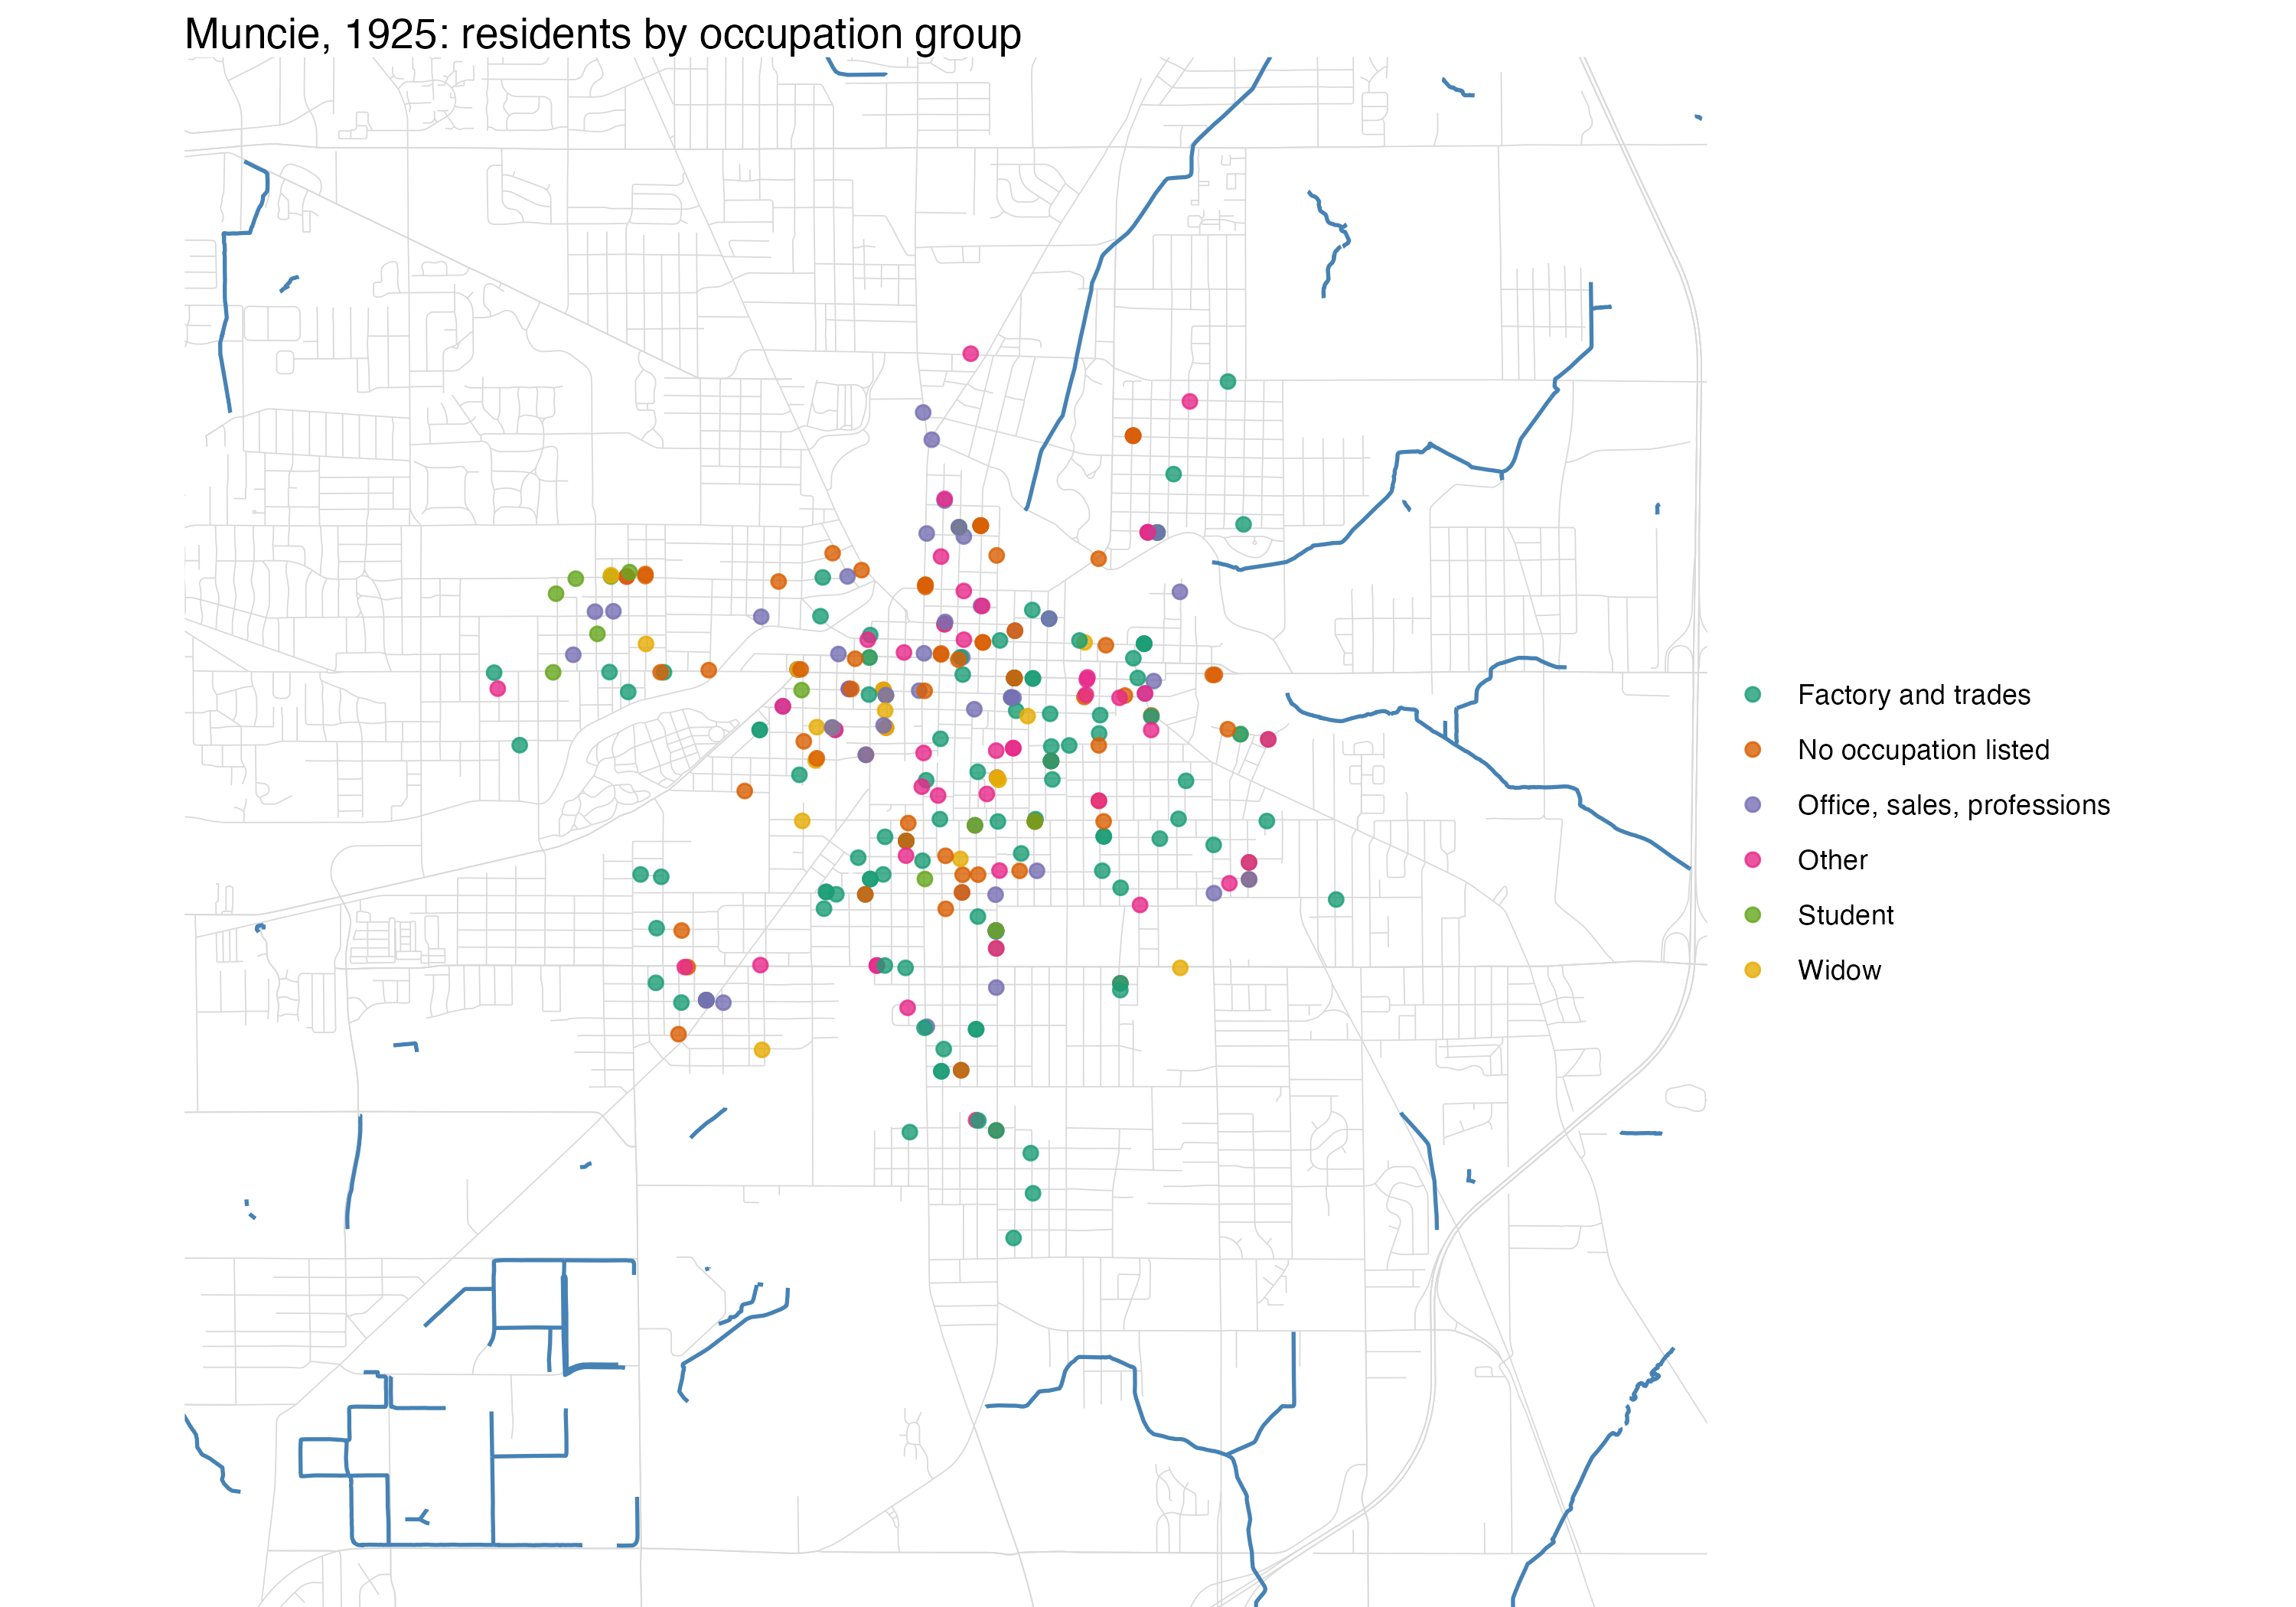 Muncie, 1925: residents by occupation group
Factory and trades
No occupation listed
Office, sales, professions
Other
Student
Widow